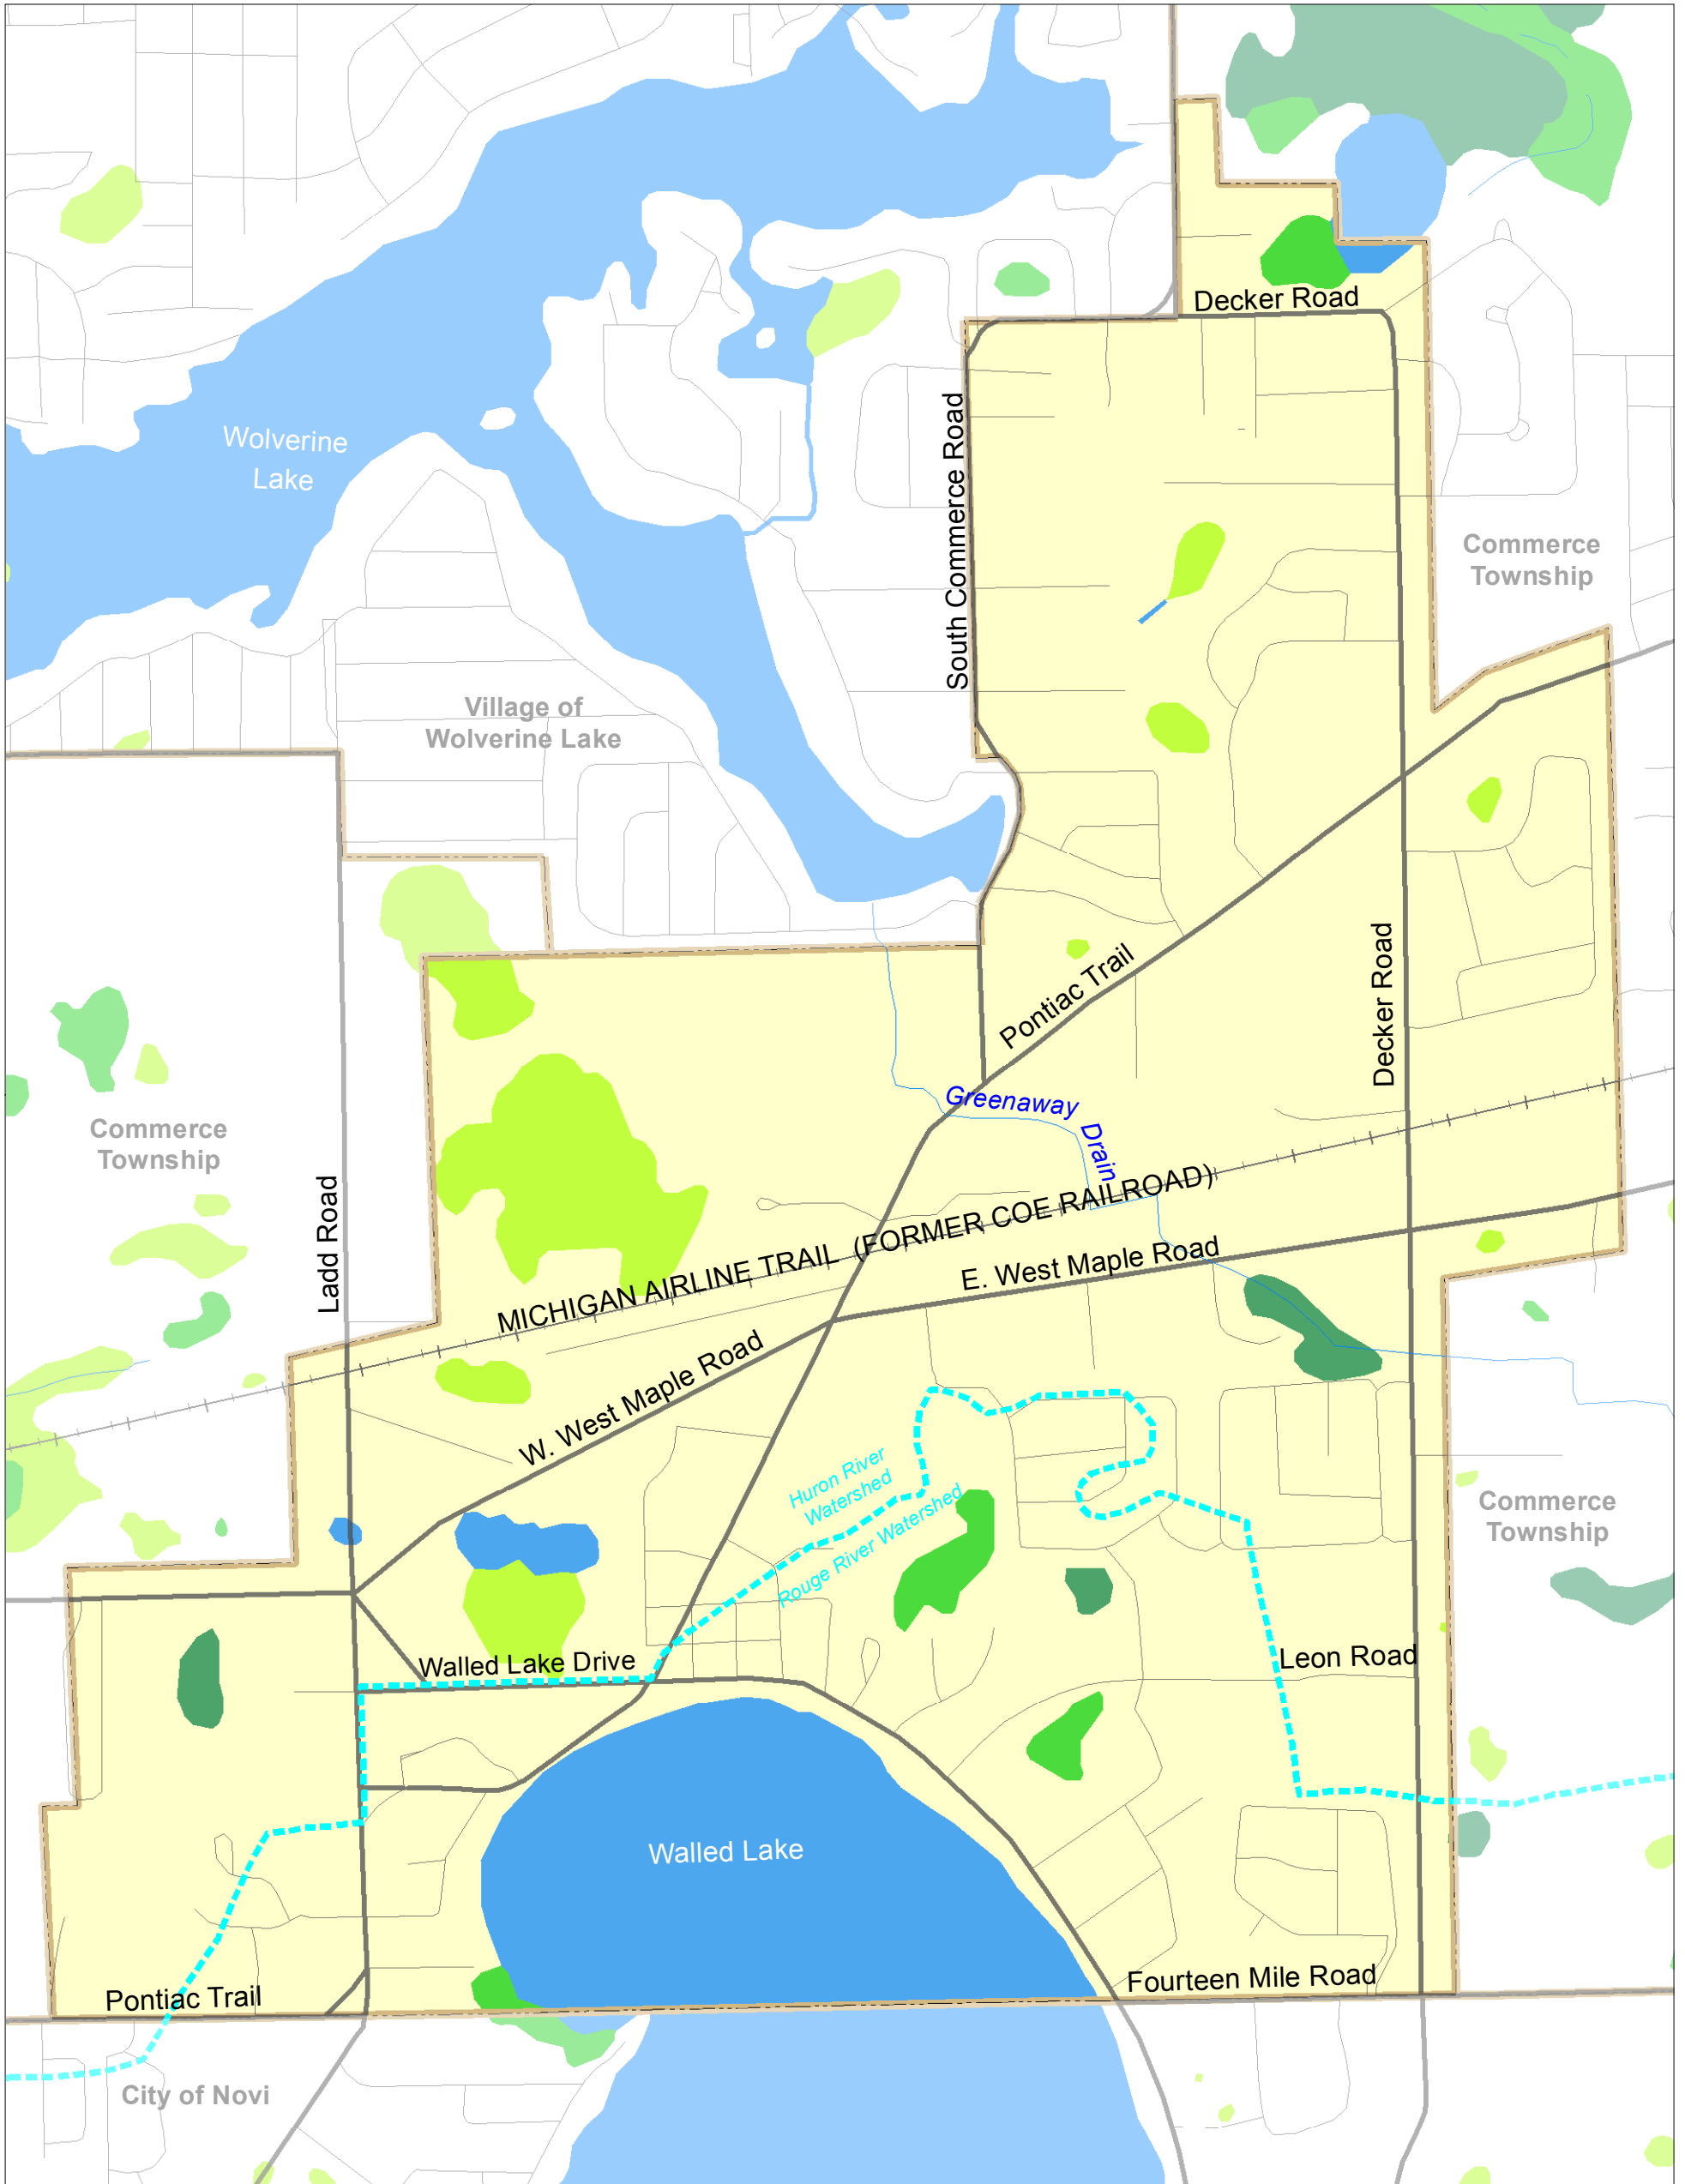 Decker Road
Wolverine
Lake
South Commerce Road
Commerce
Township
Village of
Wolverine Lake
Pontiac Trail
Decker Road
Greenaway
Drain
Commerce
Township
Ladd Road
MICHIGAN AIRLINE TRAIL (FORMER COE RAILROAD)
E. West Maple Road
W. West Maple Road
Huron River
Watershed
Rouge River Watershed
Commerce
Township
Leon Road
Walled Lake Drive
Walled Lake
Fourteen Mile Road
Pontiac Trail
City of Novi